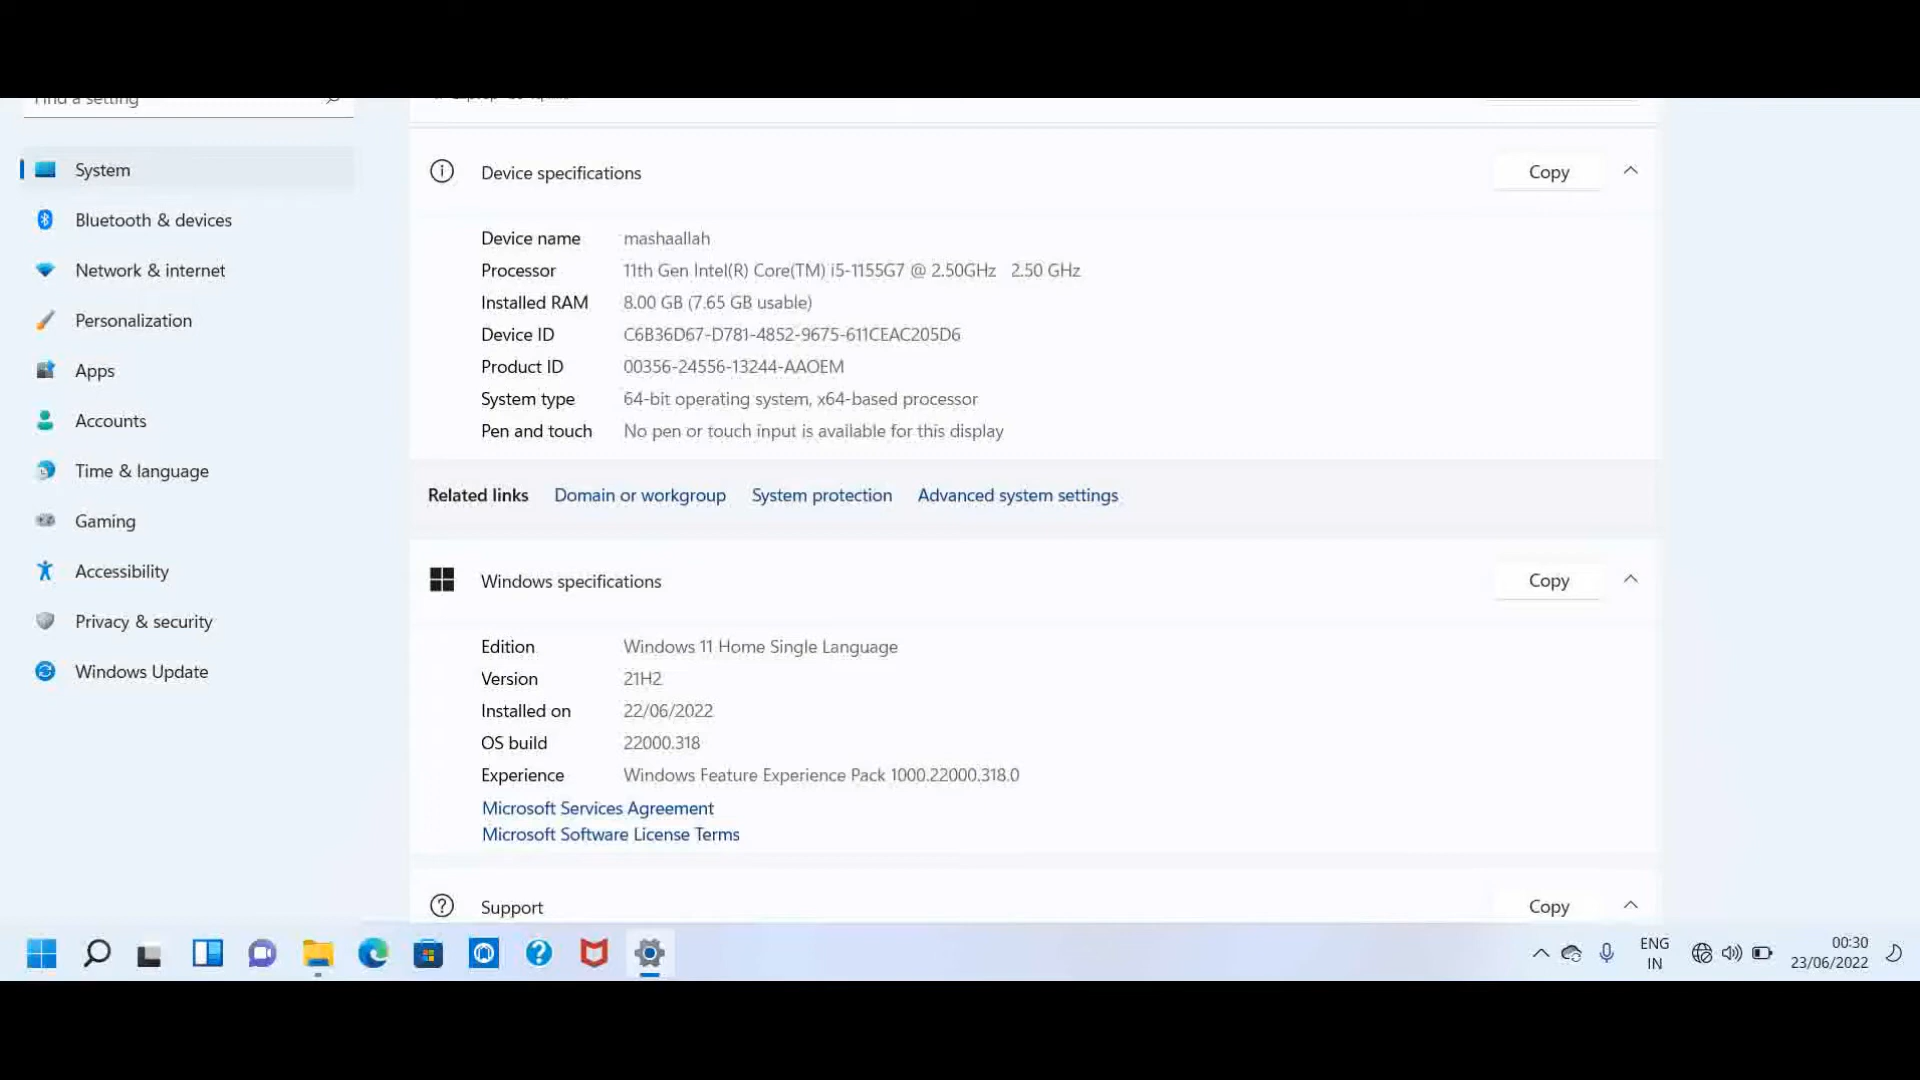 Find a setting
System
Bluetooth & devices
Network & internet
Personalization
Apps
Accounts
Time & language
Gaming
Accessibility
Privacy & security
Windows Update
Device specifications
Copy
Device name mashaallah
Processor 11th Gen Intel(R) Core(TM) i5-1155G7 @ 2.50GHz 2.50 GHz
Installed RAM 8.00 GB (7.65 GB usable)
Device ID C6B36D67-D781-4852-9675-611CEAC205D6
Product ID 00356-24556-13244-AAOEM
System type 64-bit operating system, x64-based processor
Pen and touch No pen or touch input is available for this display
Related links Domain or workgroup System protection Advanced system settings
Windows specifications
Copy
Edition Windows 11 Home Single Language
Version 21H2
Installed on 22/06/2022
OS build 22000.318
Experience Windows Feature Experience Pack 1000.22000.318.0
Microsoft Services Agreement
Microsoft Software License Terms
Support
Copy
ENG
IN
00:30
23/06/2022